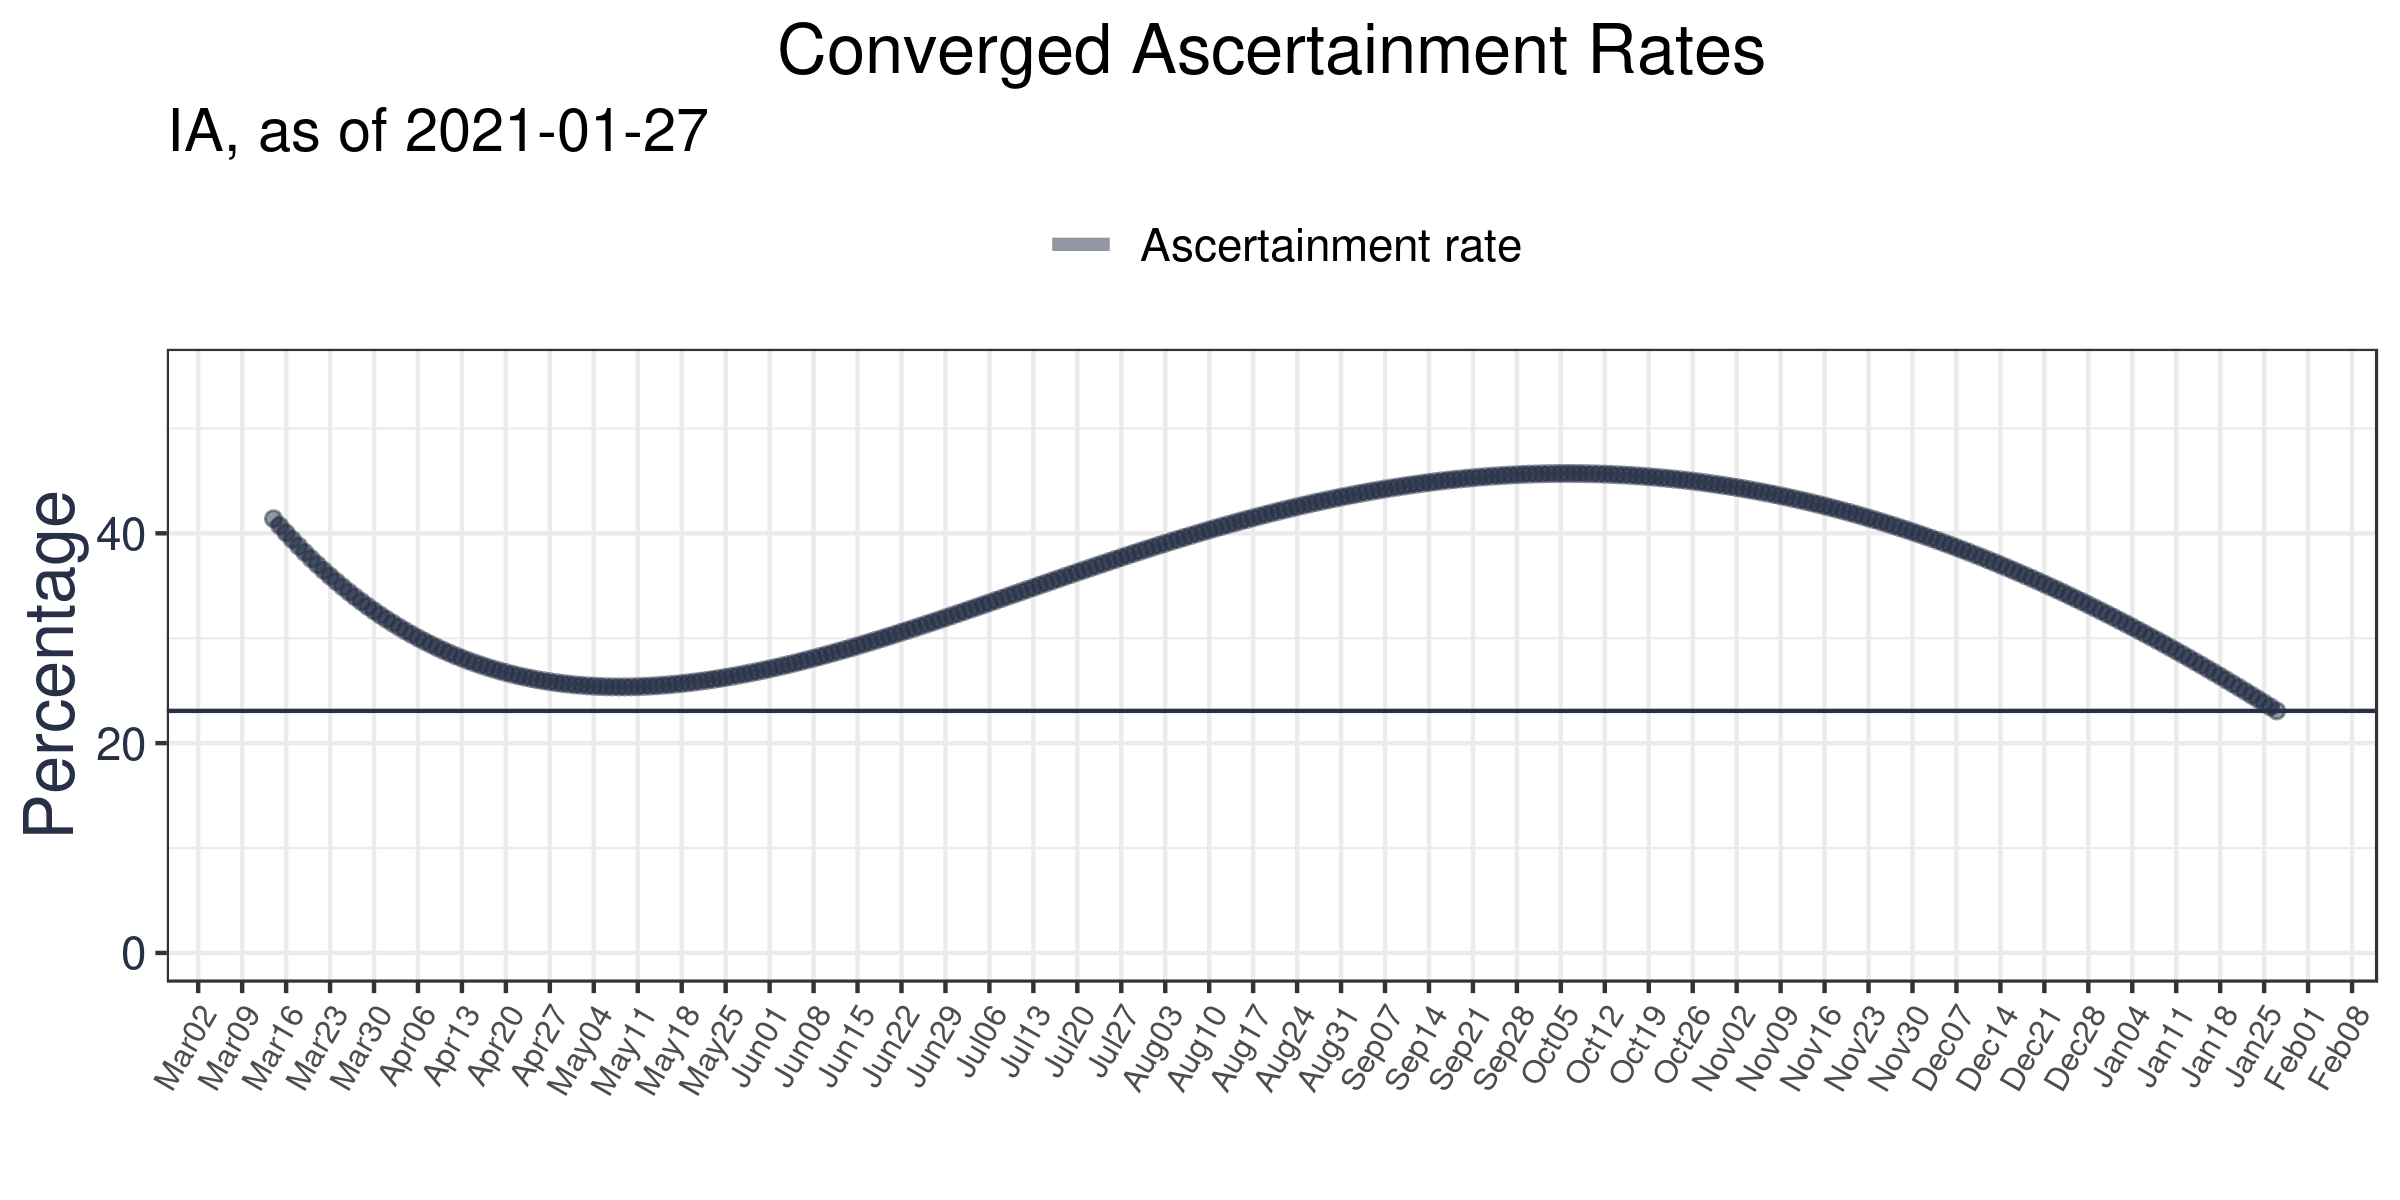 Converged Ascertainment Rates
IA, as of 2021-01-27
Ascertainment rate
Percentage
40
20
0
Mar02
Mar09
Mar16
Mar23
Mar30
Apr06
Apr13
Apr20
Apr27
May04
May11
May18
May25
Jun01
Jun08
Jun15
Jun22
Jun29
Jul06
Jul13
Jul20
Jul27
Aug03
Aug10
Aug17
Aug24
Aug31
Sep07
Sep14
Sep21
Sep28
Oct05
Oct12
Oct19
Oct26
Nov02
Nov09
Nov16
Nov23
Nov30
Dec07
Dec14
Dec21
Dec28
Jan04
Jan11
Jan18
Jan25
Feb01
Feb08